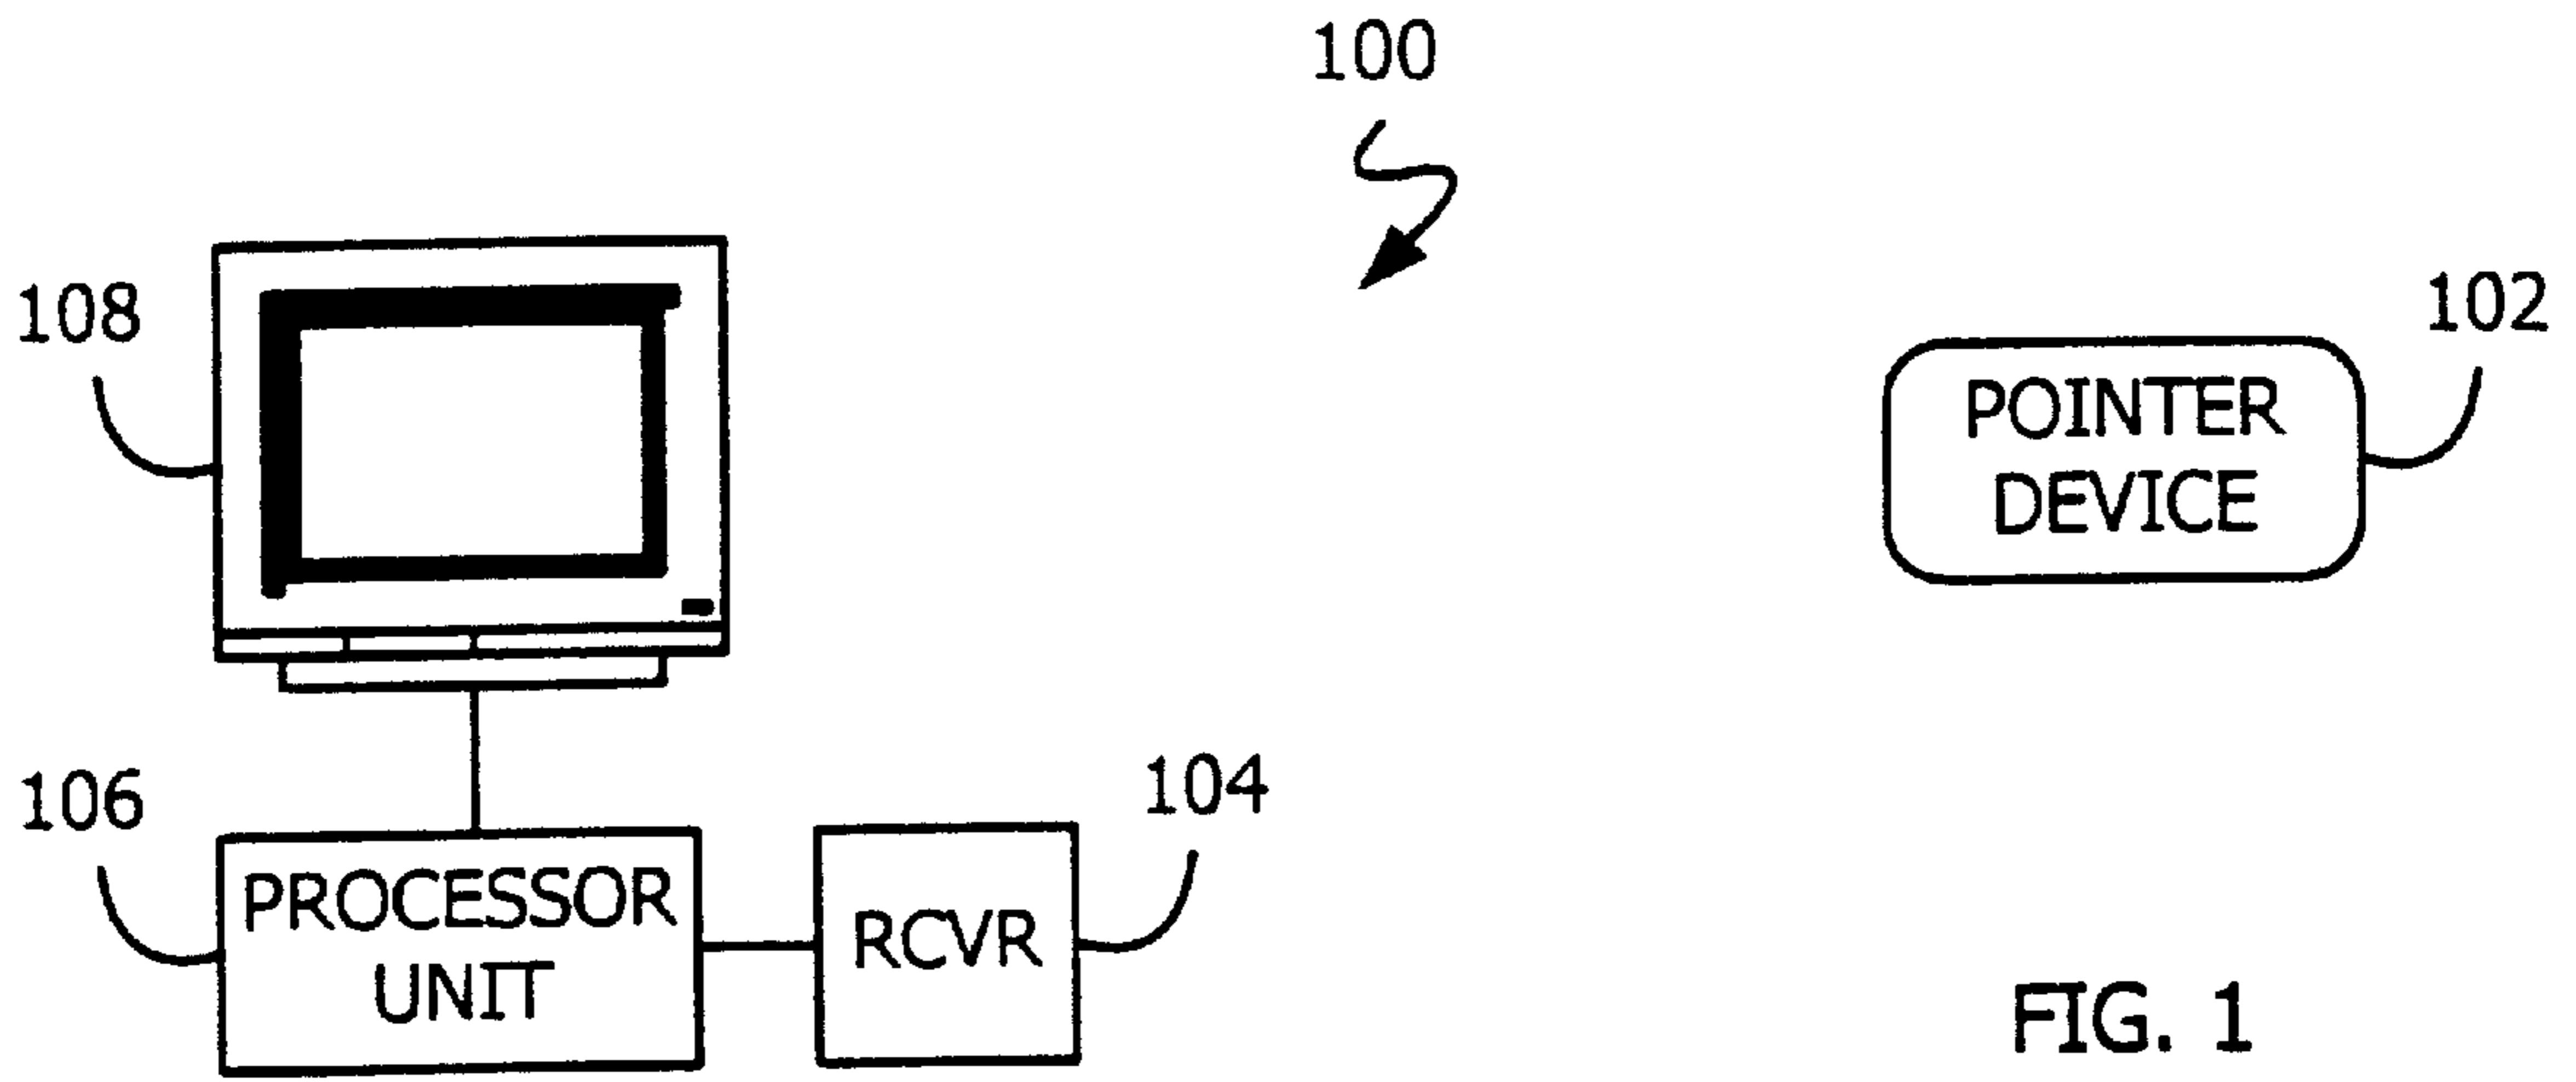 100
108
102
POINTER
DEVICE
106
104
PROCESSOR
UNIT
RCVR
FIG. 1